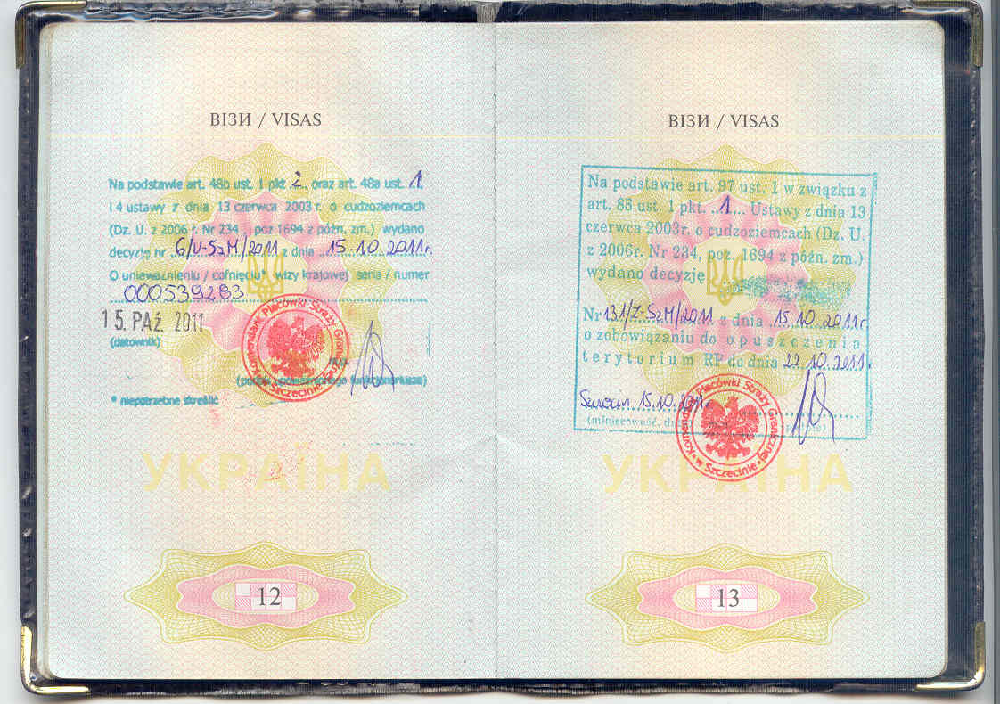 ВІЗИ / VISAS
Na podstawie art. 48b ust. 1 pkt 2.. oraz art. 48a ust. 1.
i 4 ustawy z dnia 13 czerwca 2003 r. o cudzoziemcach
(Dz. U. z 2006 r. Nr 234 , poz 1694 z późn. zm.) wydano
decyzję nr ..6/V-SzM/2011 z dnia ..15.10.2011r.
O unieważnieniu / cofnięciu* wizy krajowej seria / numer
000539283
15. PAŹ. 2011
(datownik)
(podpis upoważnionego funkcjonariusza)
* niepotrzebne skreślić
Komendant Placówki Straży Granicznej w Szczecinie
УКРАЇНА
12
ВІЗИ / VISAS
Na podstawie art. 97 ust. 1 w związku z
art. 88 ust. 1 pkt. ..1... Ustawy z dnia 13
czerwca 2003r. o cudzoziemcach (Dz. U.
z 2006r. Nr 234, poz. 1694 z późn. zm.)
wydano decyzję
Nr 131/Z-SzM/2011 z dnia 15.10.2011r
o zobowiązaniu do opuszczenia
terytorium RP do dnia 22.10.2011.
Szczecin 15.10.2011r.
(miejscowość, d
Komendant Placówki Straży Granicznej w Szczecinie
УКРАЇНА
13